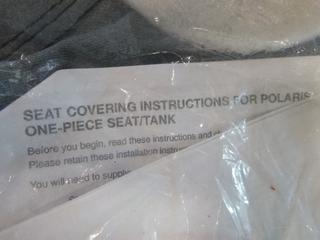 SEAT COVERING INSTRUCTIONS FOR POLARIS
ONE-PIECE SEAT/TANK
Before you begin, read these instructions and
Please retain these installation
You will need to supply